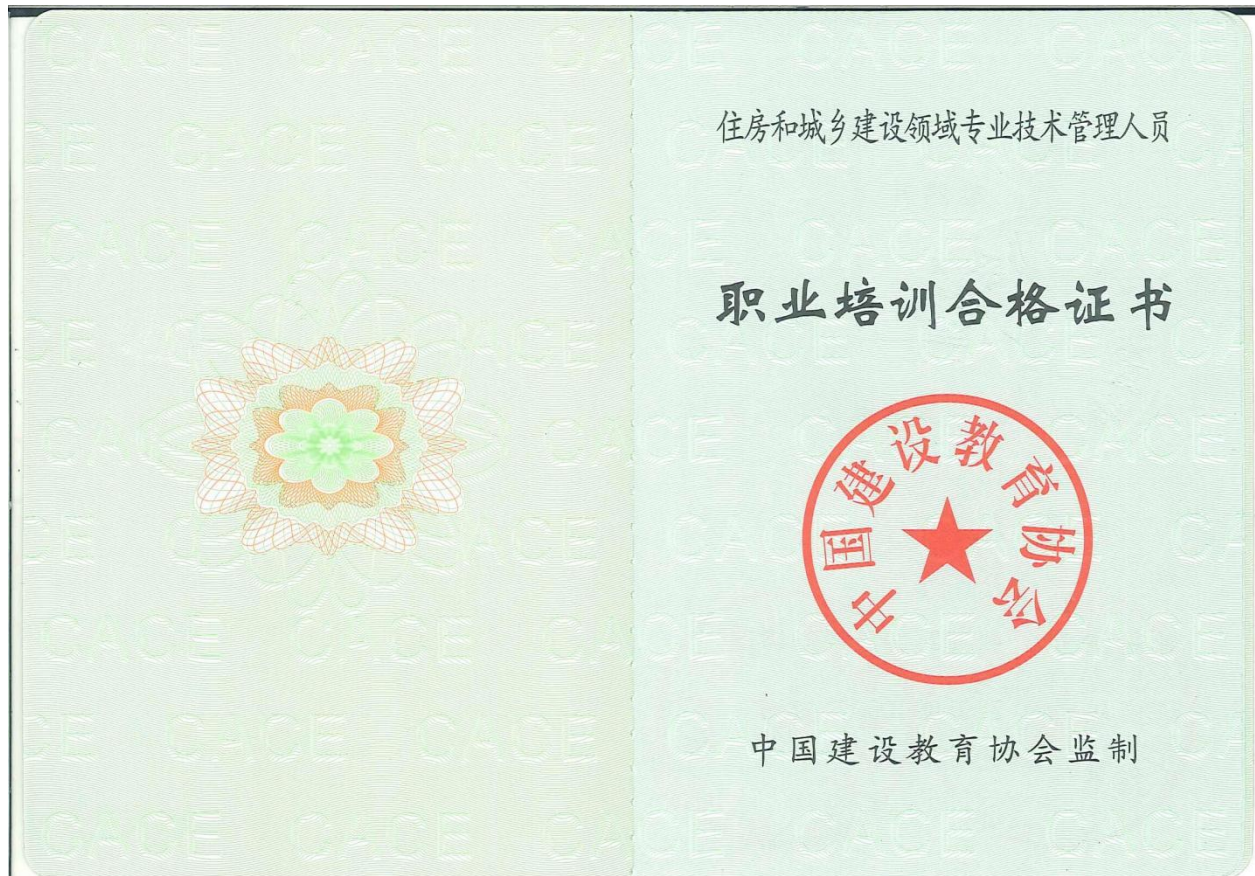 住房和城乡建设领域专业技术管理人员
职业培训合格证书
中国建设教育协会
中国建设教育协会监制
CACE